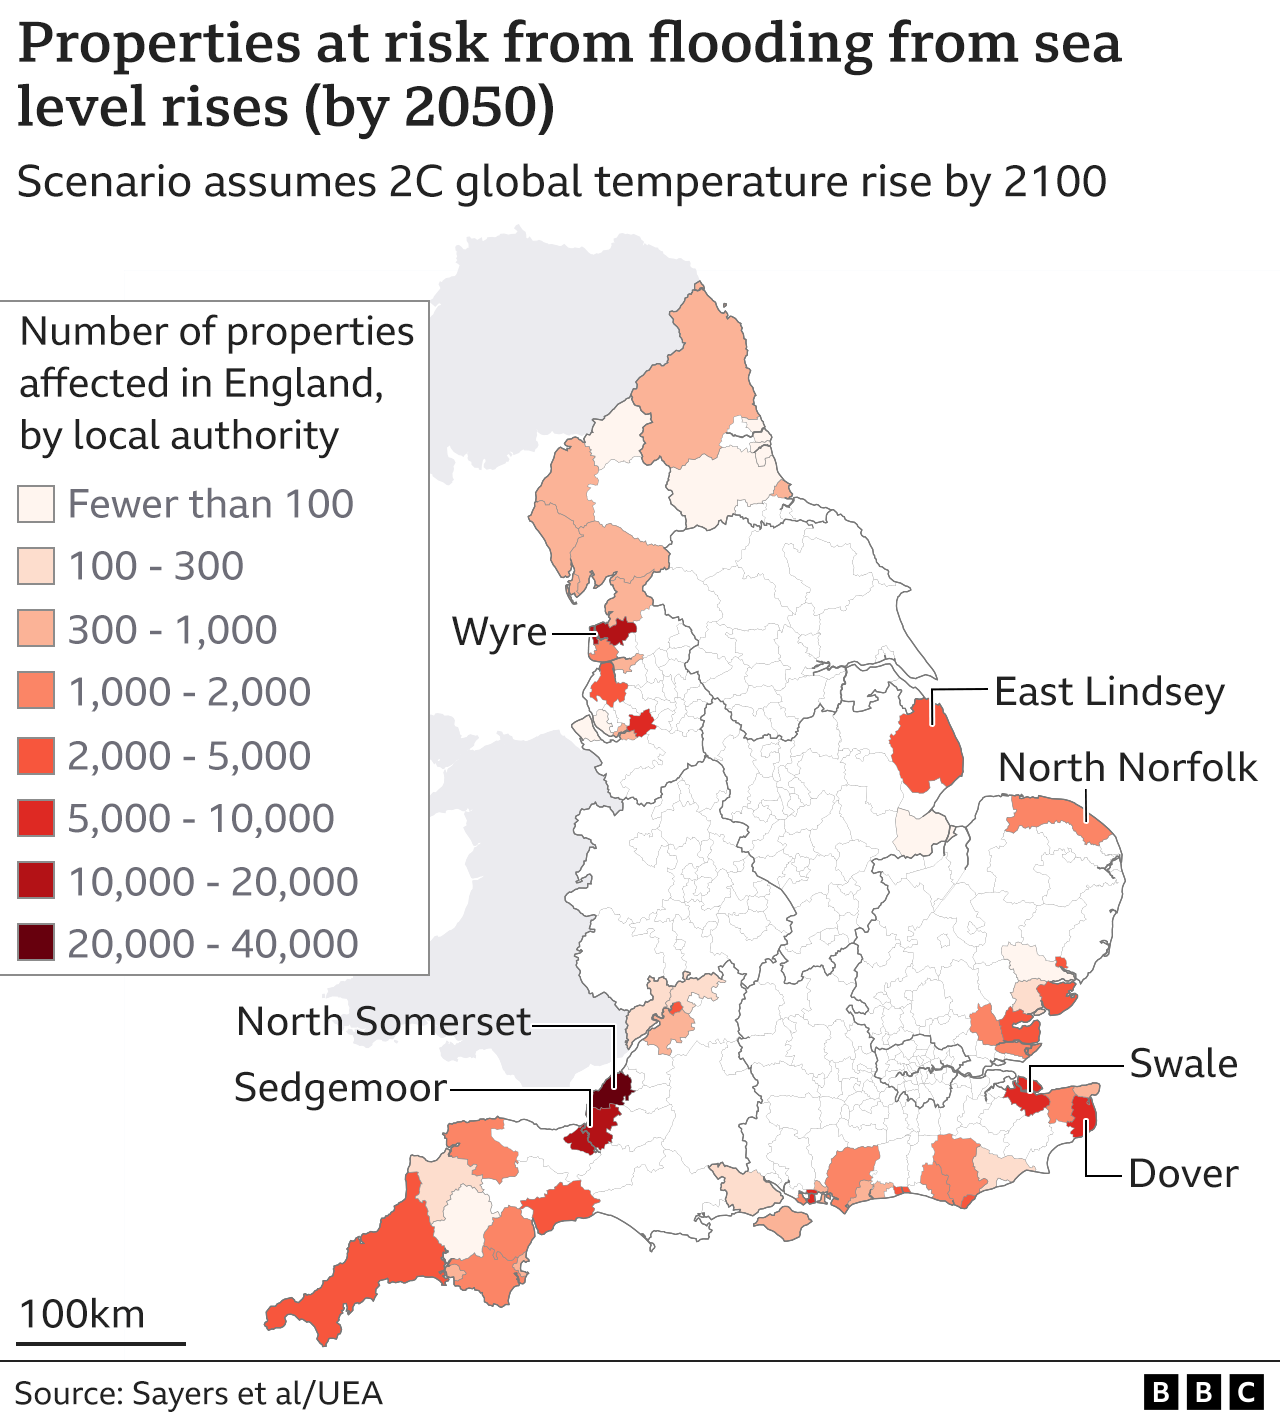 Properties at risk from flooding from sea
level rises (by 2050)
Scenario assumes 2C global temperature rise by 2100
Number of properties
affected in England,
by local authority
Fewer than 100
100 - 300
300 - 1,000
1,000 - 2,000
2,000 - 5,000
5,000 - 10,000
10,000 - 20,000
20,000 - 40,000
Wyre
East Lindsey
North Norfolk
North Somerset
Sedgemoor
Swale
Dover
100km
Source: Sayers et al/UEA
BBC